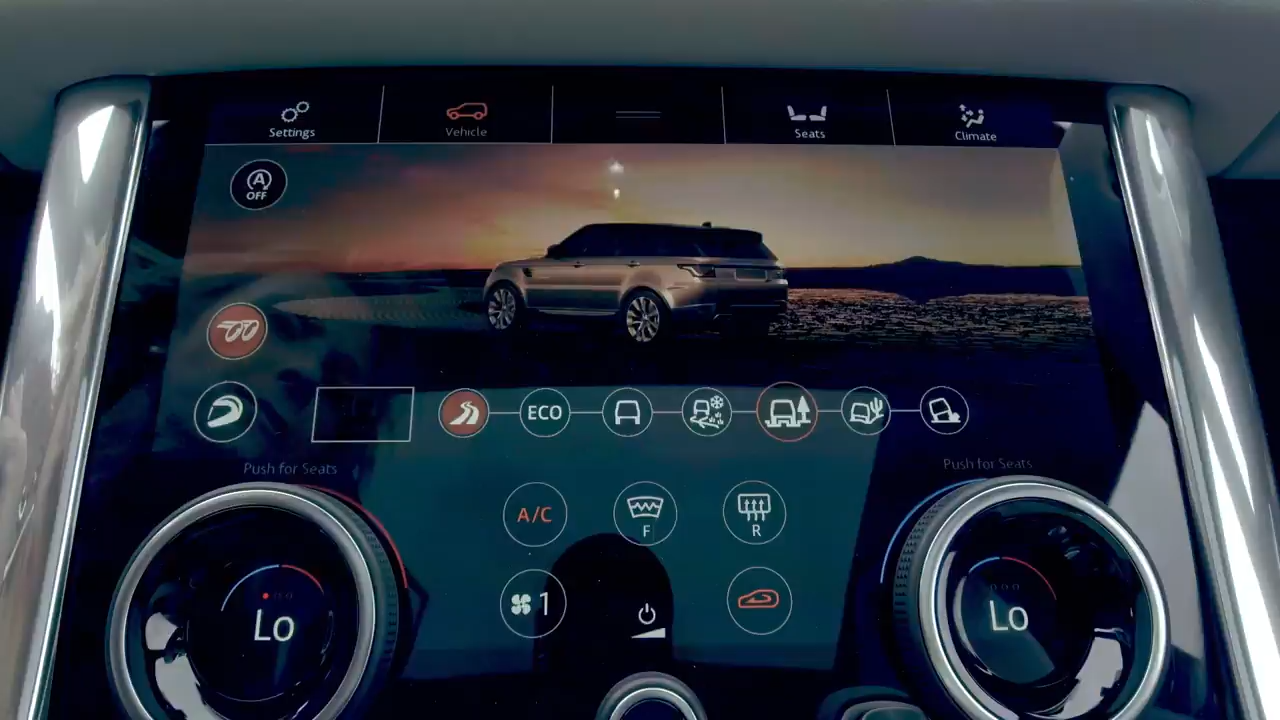 Settings
Vehicle
Seats
Climate
A
OFF
ECO
Push for Seats
Push for Seats
A/C
F
R
1
Lo
Lo